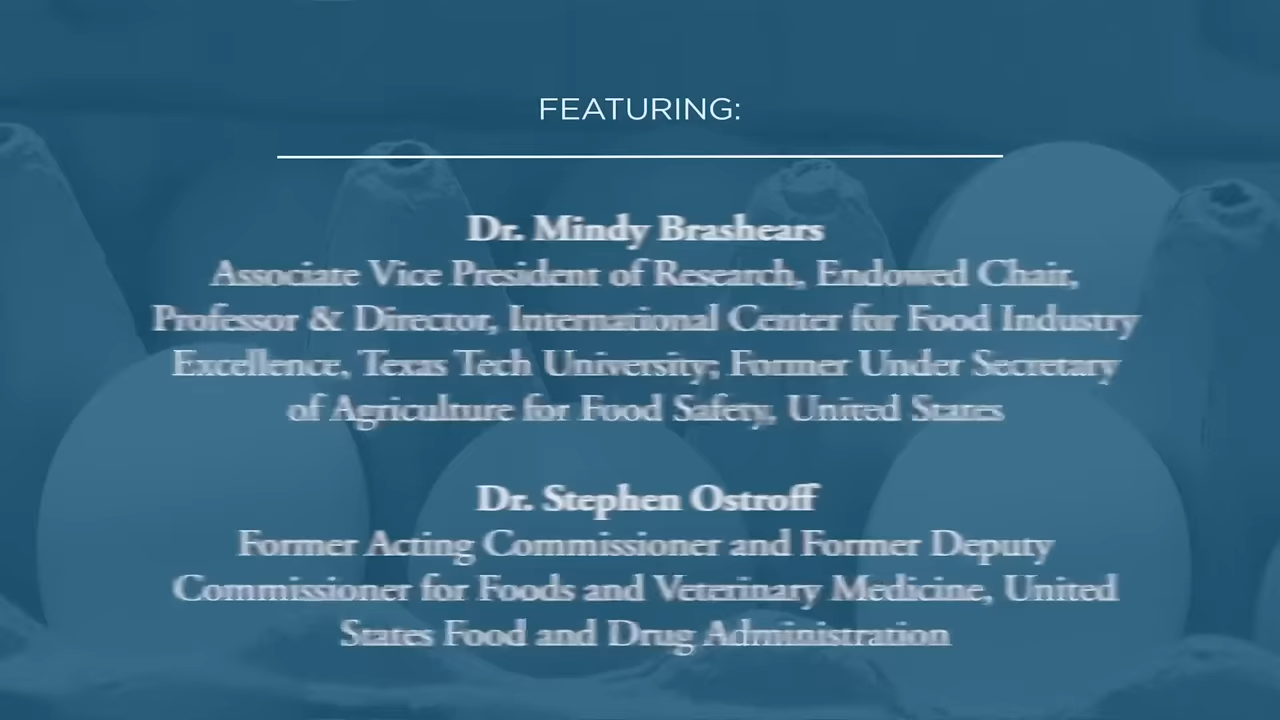 FEATURING:
Dr. Mindy Brashears
Associate Vice President of Research, Endowed Chair,
Professor & Director, International Center for Food Industry
Excellence, Texas Tech University; Former Under Secretary
of Agriculture for Food Safety, United States
Dr. Stephen Ostroff
Former Acting Commissioner and Former Deputy
Commissioner for Foods and Veterinary Medicine, United
States Food and Drug Administration